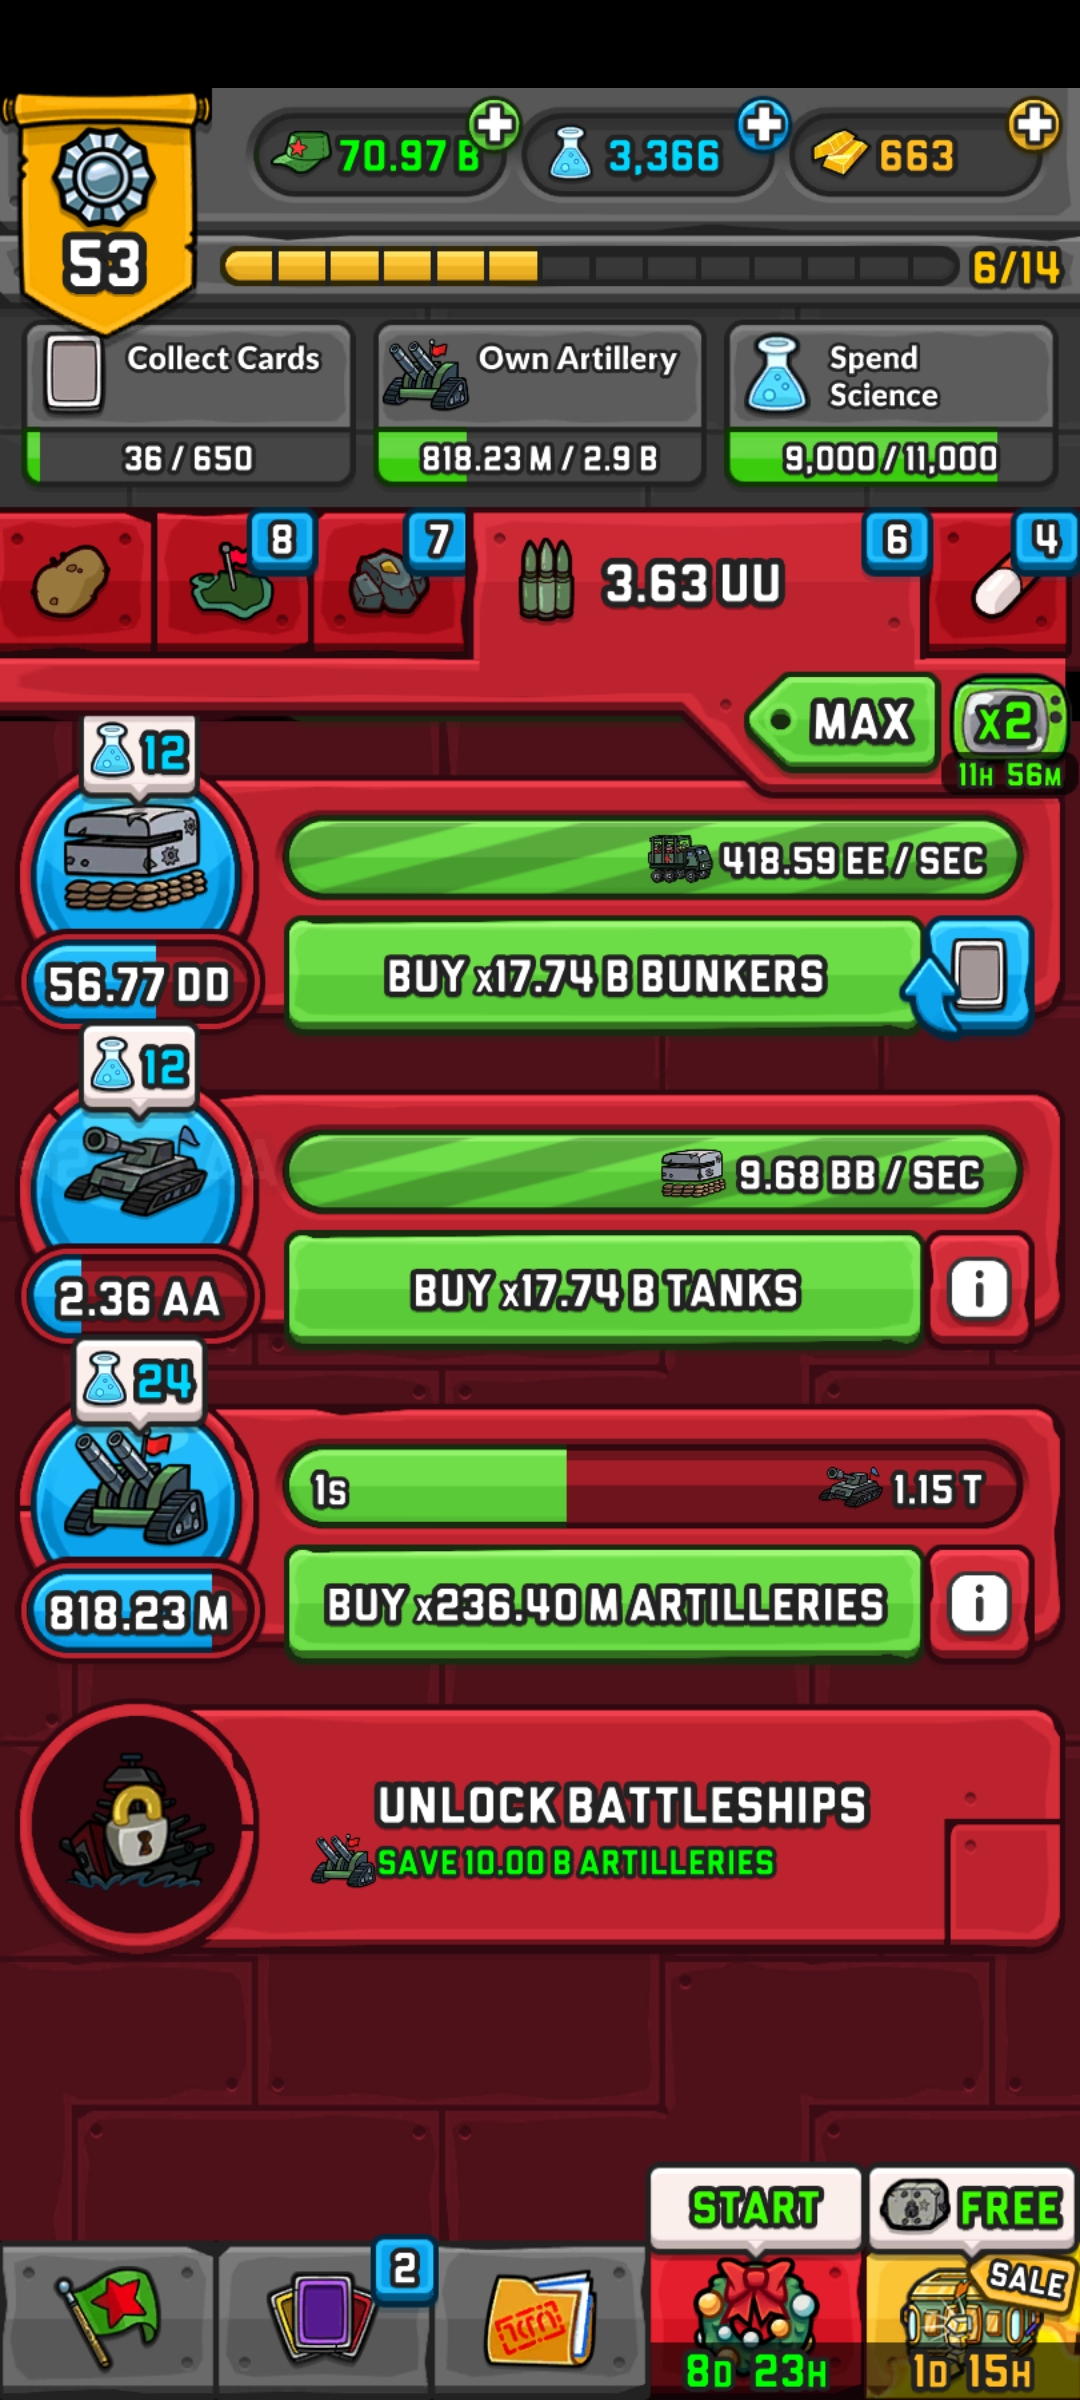 53
70.97 B
3,366
663
6/14
Collect Cards
36 / 650
Own Artillery
818.23 M / 2.9 B
Spend
Science
9,000 / 11,000
8
7
3.63 UU
6
4
MAX
x2
11H 56M
12
418.59 EE / SEC
56.77 DD
BUY x17.74 B BUNKERS
12
9.68 BB / SEC
2.36 AA
BUY x17.74 B TANKS
i
24
1s
1.15 T
818.23 M
BUY x236.40 M ARTILLERIES
i
UNLOCK BATTLESHIPS
SAVE 10.00 B ARTILLERIES
START
FREE
2
SALE
8D 23H
1D 15H